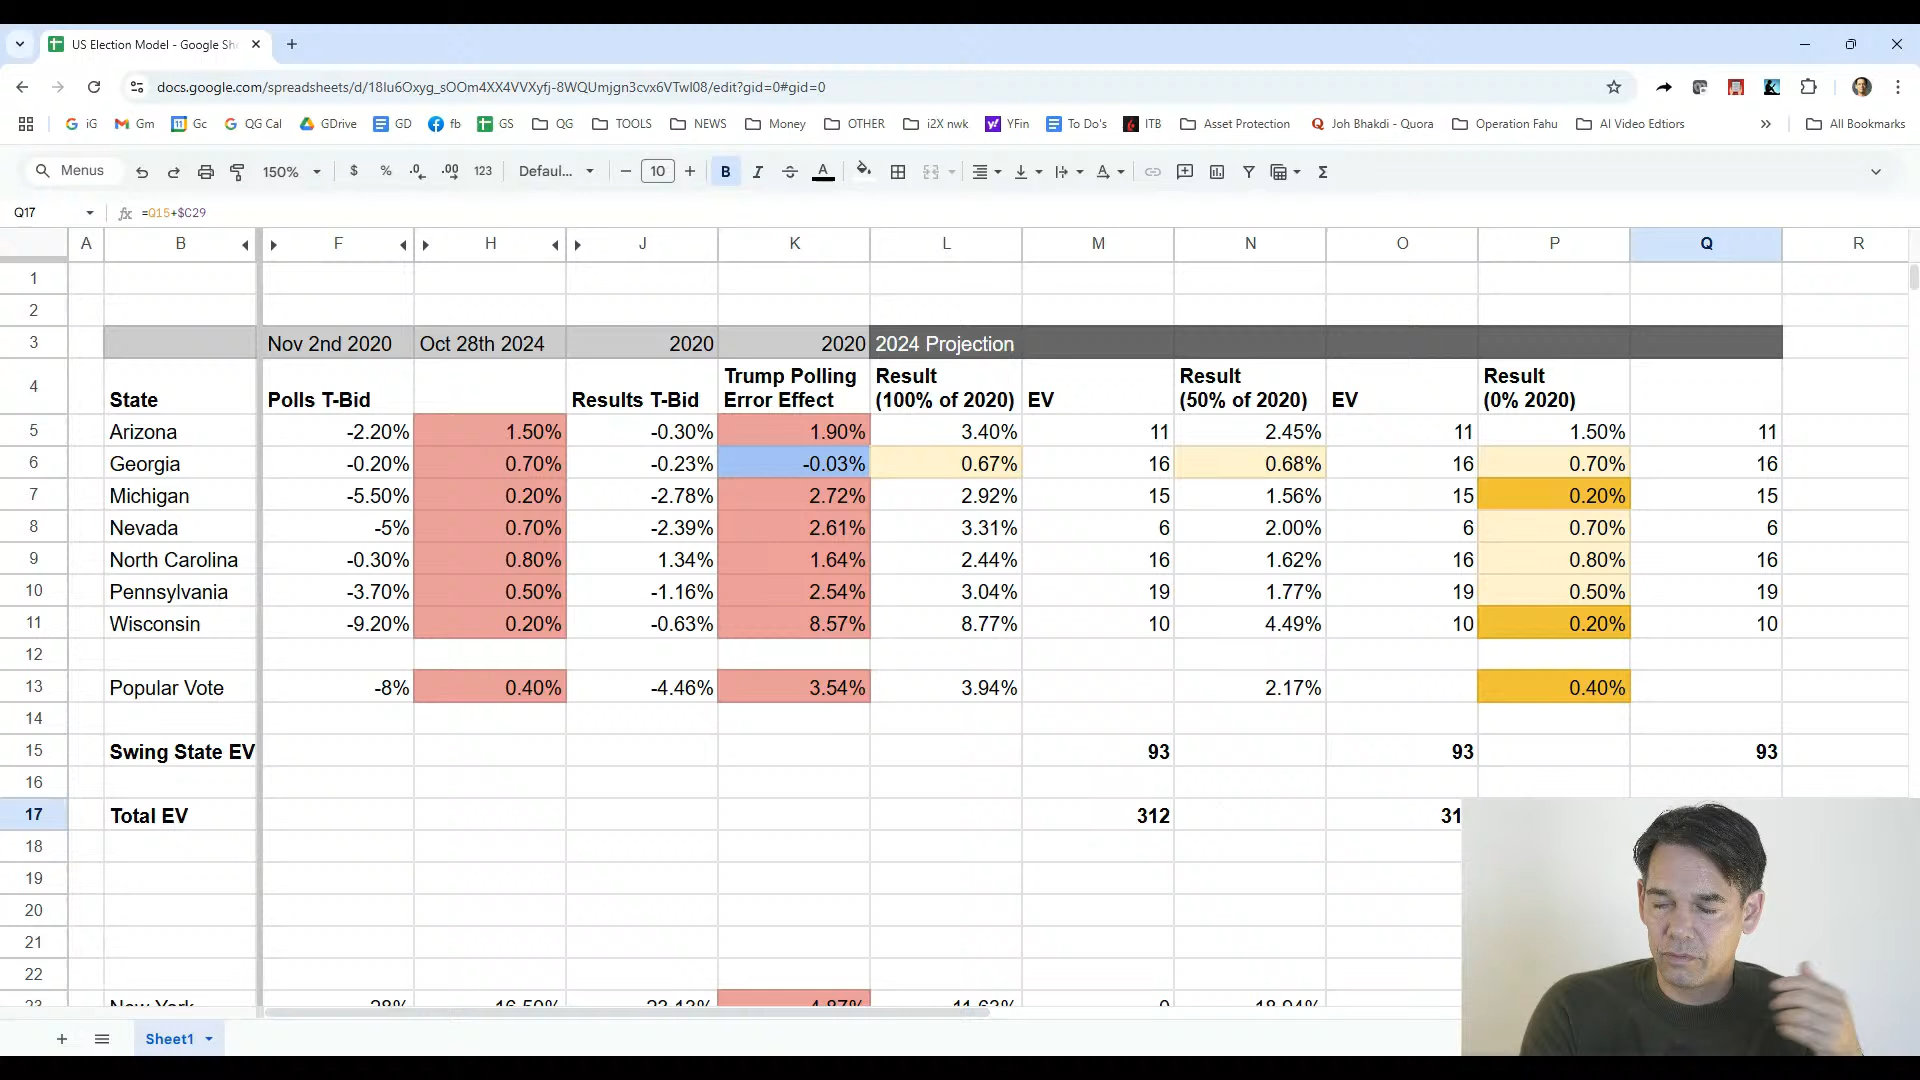 US Election Model - Google She
docs.google.com/spreadsheets/d/18Iu6Oxyg_sOOm4XX4VVXyfj-8WQUmjgn3cvx6VTwI08/edit?gid=0#gid=0
iG Gm Gc QG Cal GDrive GD fb GS QG TOOLS NEWS Money OTHER i2X nwk YFin To Do's ITB Asset Protection Joh Bhakdi - Quora Operation Fahu AI Video Edtiors » All Bookmarks
Menus 150% $ % .0 .00 123 Defaul... − 10 + B I A Σ
Q17 fx =Q15+$C29
A B F H J K L M N O P Q R
1
2
3 Nov 2nd 2020 Oct 28th 2024 2020 2020 2024 Projection
Trump Polling Result Result Result
4 State Polls T-Bid Results T-Bid Error Effect (100% of 2020) EV (50% of 2020) EV (0% 2020)
5 Arizona -2.20% 1.50% -0.30% 1.90% 3.40% 11 2.45% 11 1.50% 11
6 Georgia -0.20% 0.70% -0.23% -0.03% 0.67% 16 0.68% 16 0.70% 16
7 Michigan -5.50% 0.20% -2.78% 2.72% 2.92% 15 1.56% 15 0.20% 15
8 Nevada -5% 0.70% -2.39% 2.61% 3.31% 6 2.00% 6 0.70% 6
9 North Carolina -0.30% 0.80% 1.34% 1.64% 2.44% 16 1.62% 16 0.80% 16
10 Pennsylvania -3.70% 0.50% -1.16% 2.54% 3.04% 19 1.77% 19 0.50% 19
11 Wisconsin -9.20% 0.20% -0.63% 8.57% 8.77% 10 4.49% 10 0.20% 10
12
13 Popular Vote -8% 0.40% -4.46% 3.54% 3.94% 2.17% 0.40%
14
15 Swing State EV 93 93 93
16
17 Total EV 312 31
18
19
20
21
22
23 New York 28% 16.50% 23.13% 4.87% 11.63% 0 18.94%
+ Sheet1